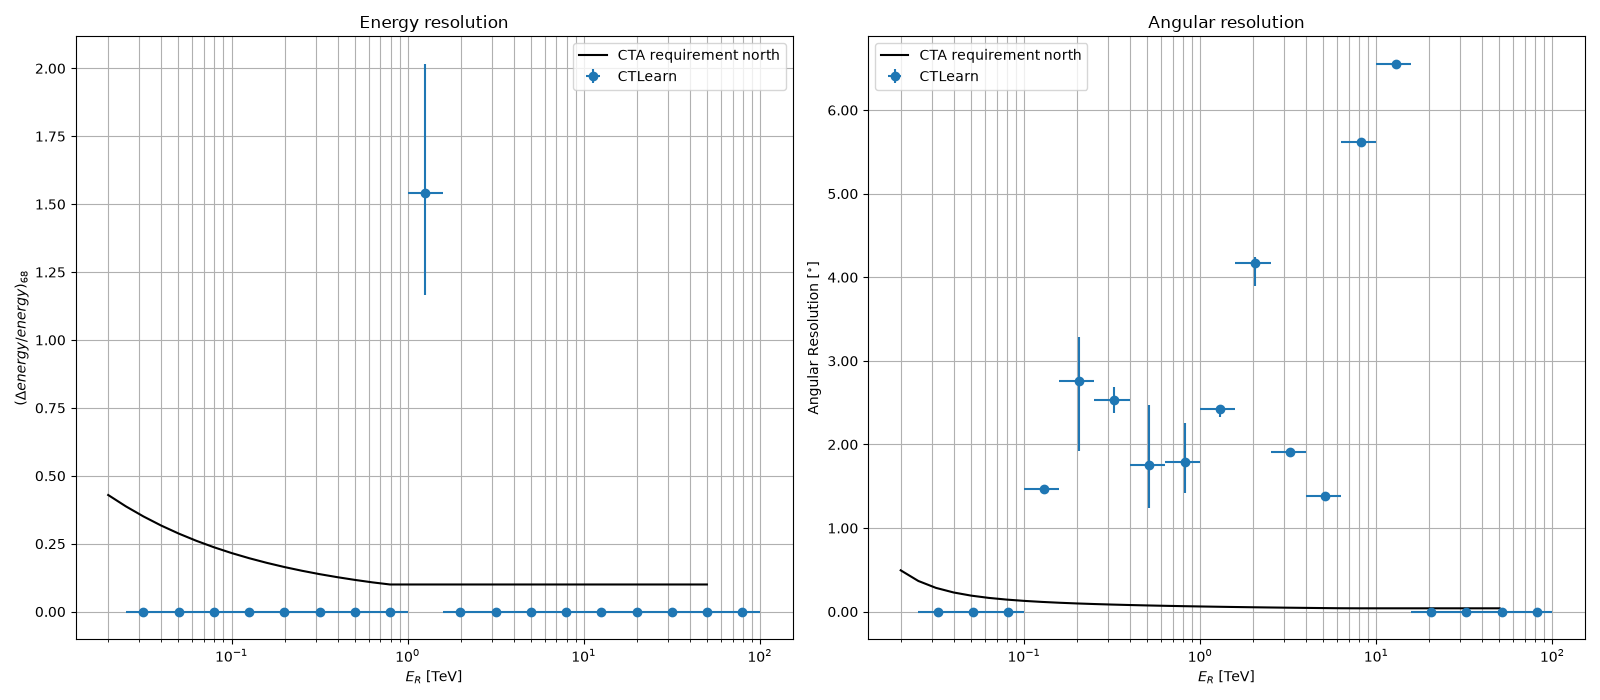 Energy resolution
CTA requirement north
CTLearn
2.00
1.75
1.50
1.25
1.00
0.75
0.50
0.25
0.00
(Δenergy/energy)₆₈
10⁻¹ 10⁰ 10¹ 10²
E_R [TeV]
Angular resolution
CTA requirement north
CTLearn
6.00
5.00
4.00
3.00
2.00
1.00
0.00
Angular Resolution [°]
10⁻¹ 10⁰ 10¹ 10²
E_R [TeV]